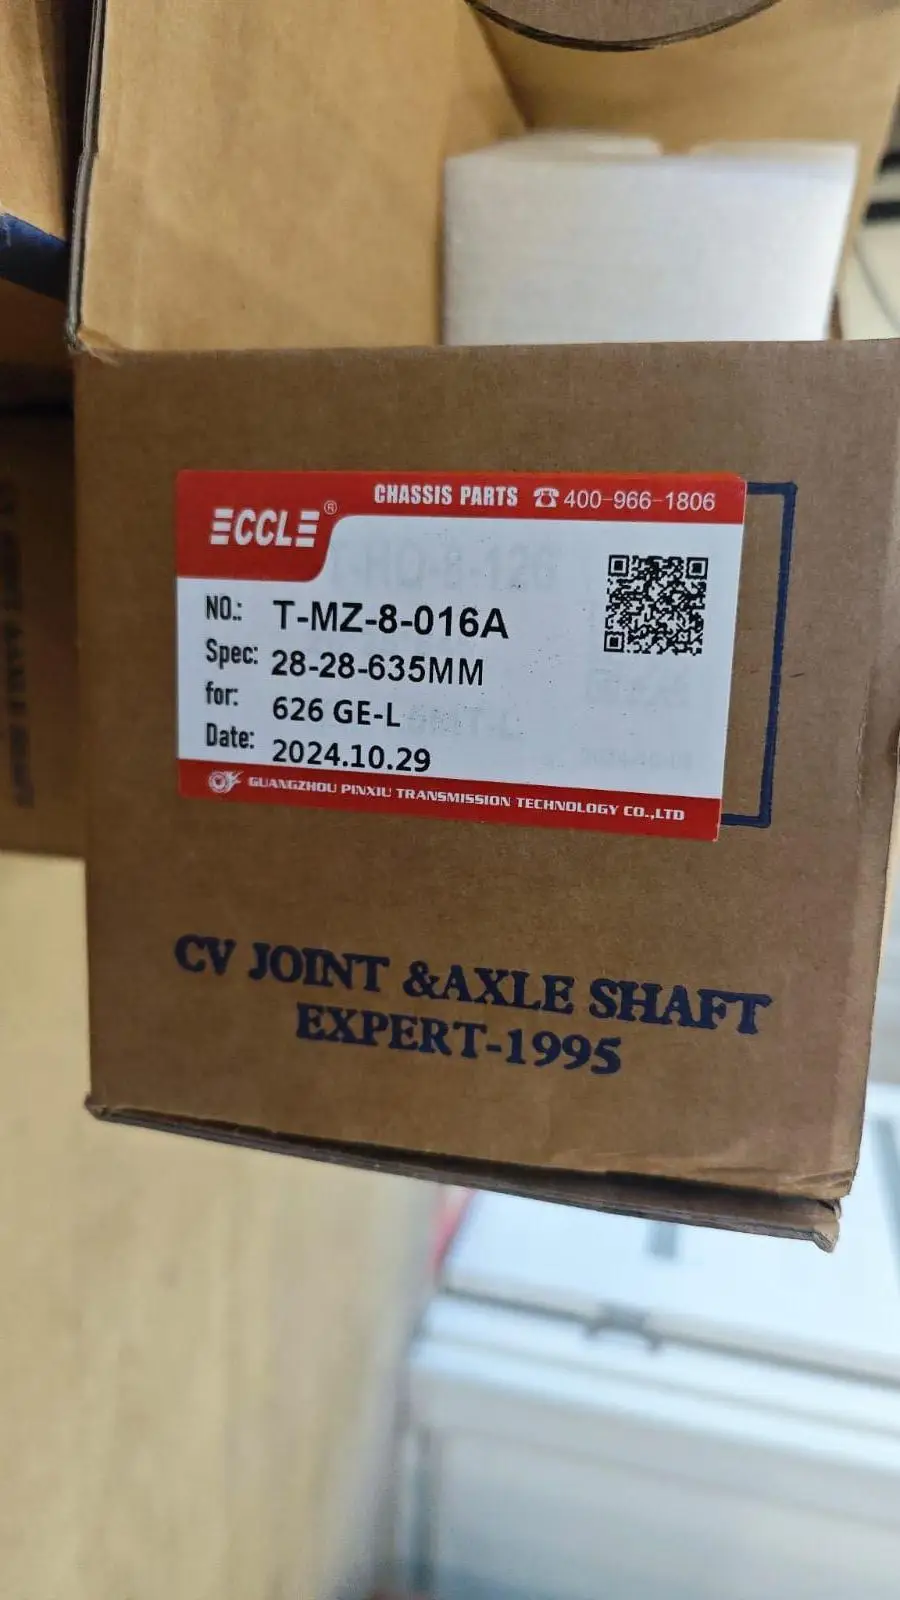 CHASSIS PARTS ☎ 400-966-1806
ECCLE®
NO.: T-MZ-8-016A
Spec: 28-28-635MM
for: 626 GE-L
Date: 2024.10.29
GUANGZHOU PINXIU TRANSMISSION TECHNOLOGY CO.,LTD
CV JOINT &AXLE SHAFT
EXPERT-1995